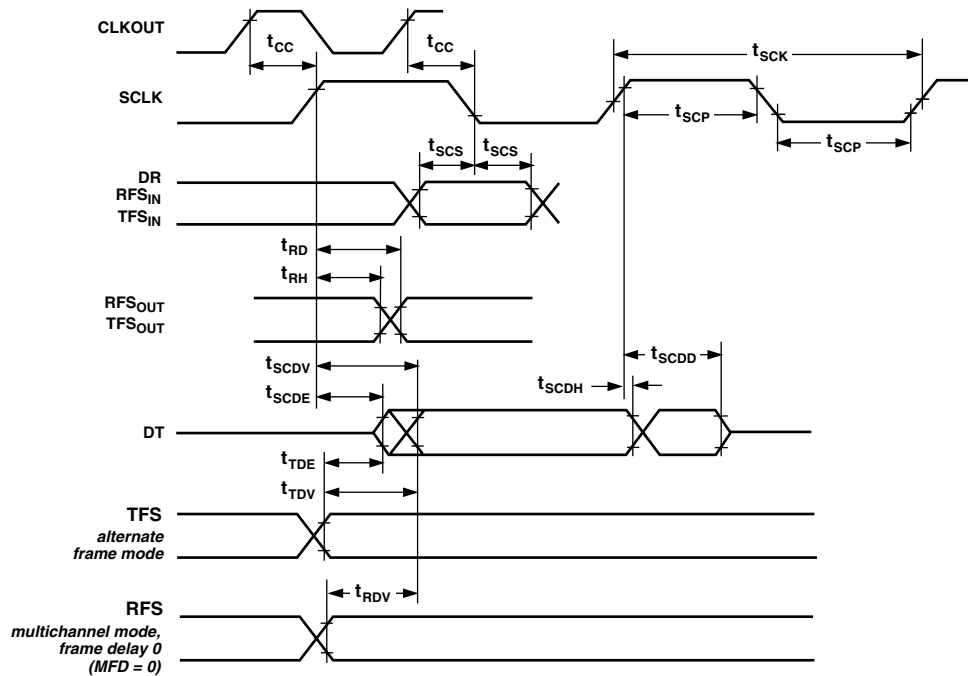 CLKOUT
tCC
tCC
tSCK
SCLK
tSCP
tSCP
tSCS
tSCS
DR
RFSIN
TFSIN
tRD
tRH
RFSOUT
TFSOUT
tSCDV
tSCDD
tSCDE
tSCDH
DT
tTDE
tTDV
TFS
alternate
frame mode
tRDV
RFS
multichannel mode,
frame delay 0
(MFD = 0)